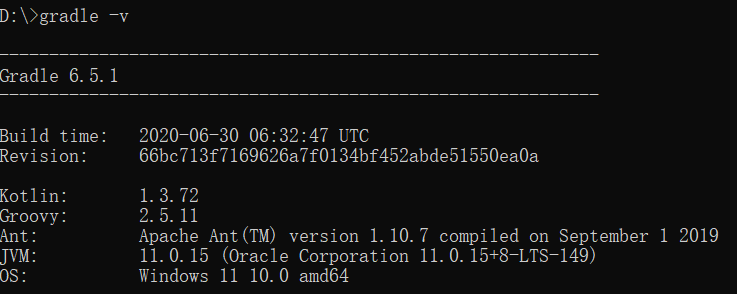 D:\>gradle -v
------------------------------------------------------------
Gradle 6.5.1
------------------------------------------------------------
Build time:   2020-06-30 06:32:47 UTC
Revision:     66bc713f7169626a7f0134bf452abde51550ea0a
Kotlin:       1.3.72
Groovy:       2.5.11
Ant:          Apache Ant(TM) version 1.10.7 compiled on September 1 2019
JVM:          11.0.15 (Oracle Corporation 11.0.15+8-LTS-149)
OS:           Windows 11 10.0 amd64